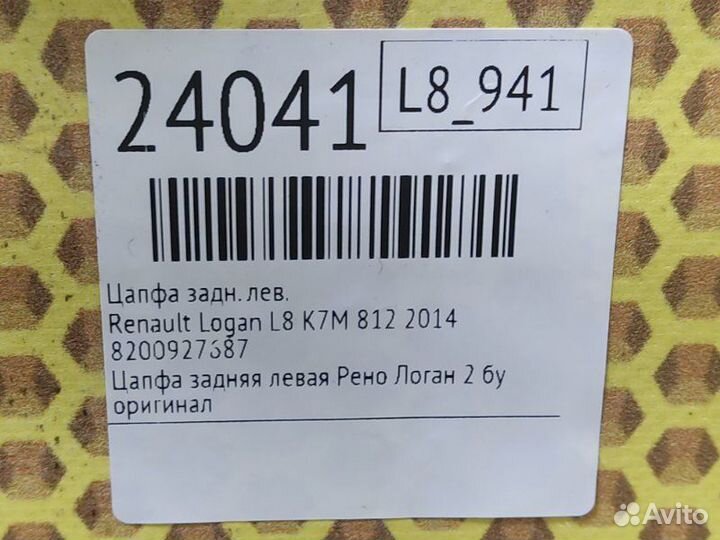 24041
L8_941
Цапфа задн. лев.
Renault Logan L8 K7M 812 2014
8200927687
Цапфа задняя левая Рено Логан 2 бу
оригинал
Avito